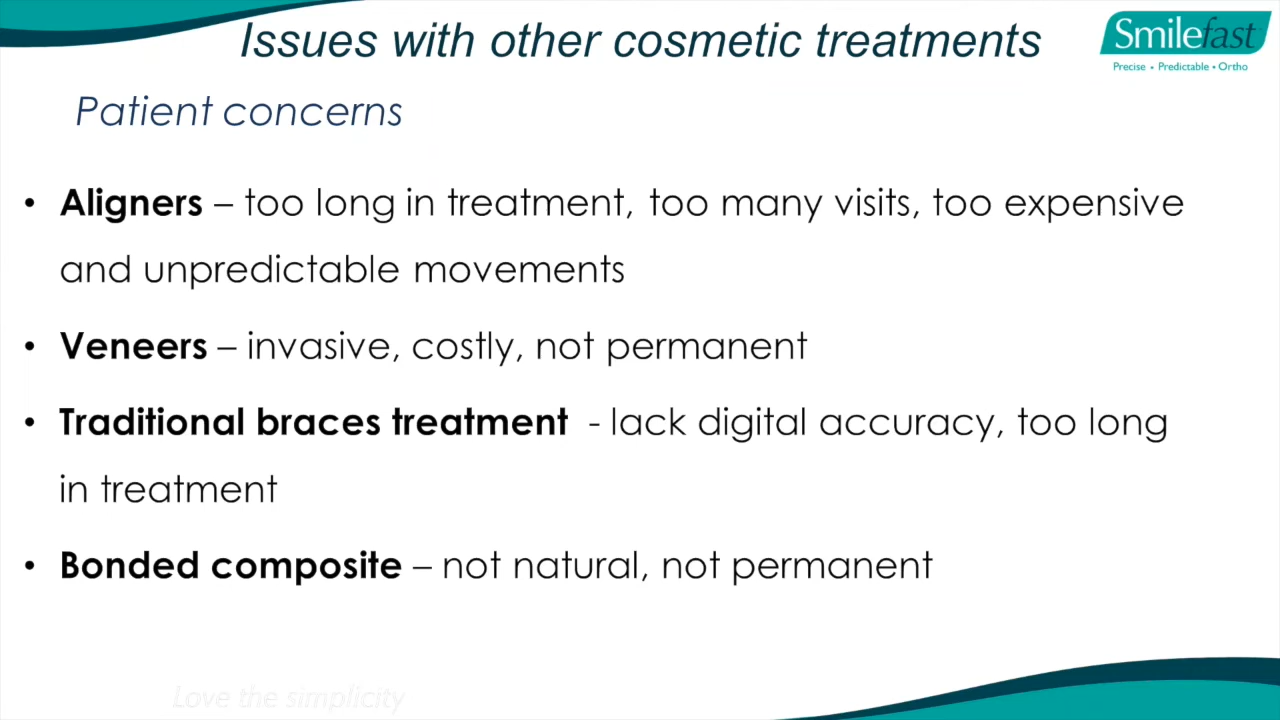 Issues with other cosmetic treatments
Smilefast
Precise • Predictable • Ortho
Patient concerns
• Aligners – too long in treatment, too many visits, too expensive
and unpredictable movements
• Veneers – invasive, costly, not permanent
• Traditional braces treatment - lack digital accuracy, too long
in treatment
• Bonded composite – not natural, not permanent
Love the simplicity